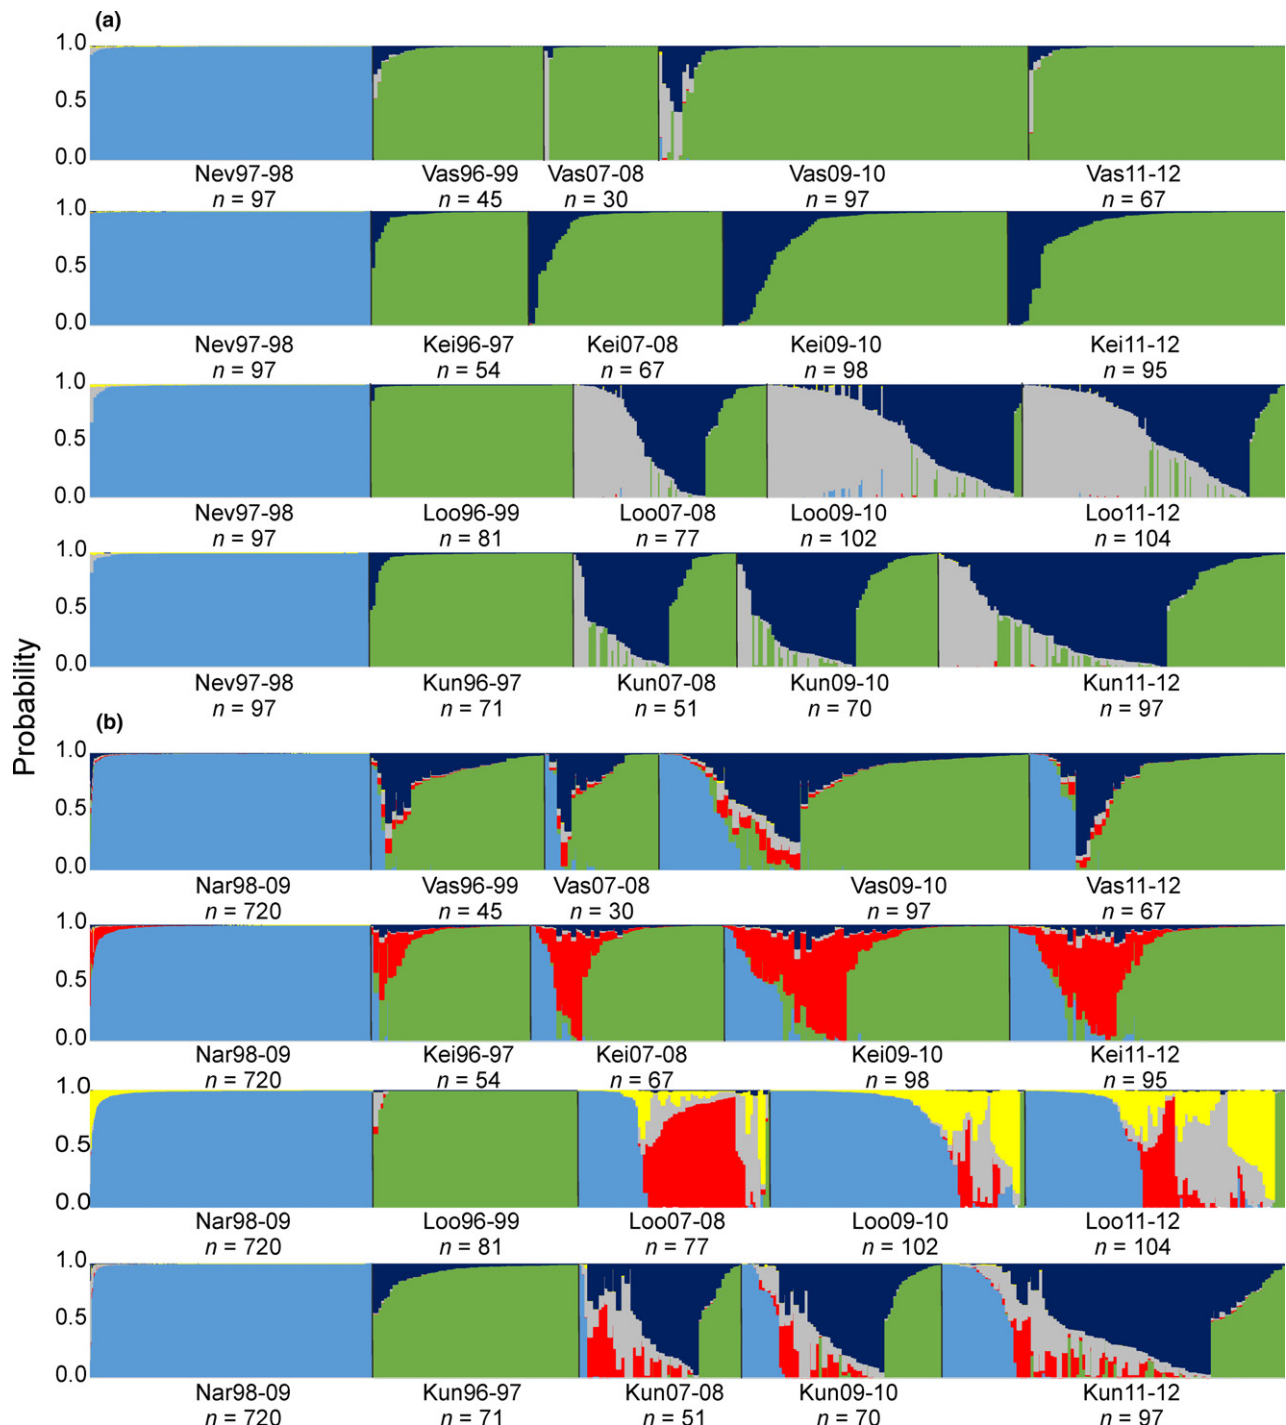 (a)
1.0
0.5
0.0
Nev97-98 Vas96-99 Vas07-08 Vas09-10 Vas11-12
n = 97 n = 45 n = 30 n = 97 n = 67
1.0
0.5
0.0
Nev97-98 Kei96-97 Kei07-08 Kei09-10 Kei11-12
n = 97 n = 54 n = 67 n = 98 n = 95
1.0
0.5
0.0
Nev97-98 Loo96-99 Loo07-08 Loo09-10 Loo11-12
n = 97 n = 81 n = 77 n = 102 n = 104
1.0
0.5
0.0
Nev97-98 Kun96-97 Kun07-08 Kun09-10 Kun11-12
n = 97 n = 71 n = 51 n = 70 n = 97
Probability
(b)
1.0
0.5
0.0
Nar98-09 Vas96-99 Vas07-08 Vas09-10 Vas11-12
n = 720 n = 45 n = 30 n = 97 n = 67
1.0
0.5
0.0
Nar98-09 Kei96-97 Kei07-08 Kei09-10 Kei11-12
n = 720 n = 54 n = 67 n = 98 n = 95
1.0
0.5
0.0
Nar98-09 Loo96-99 Loo07-08 Loo09-10 Loo11-12
n = 720 n = 81 n = 77 n = 102 n = 104
1.0
0.5
0.0
Nar98-09 Kun96-97 Kun07-08 Kun09-10 Kun11-12
n = 720 n = 71 n = 51 n = 70 n = 97